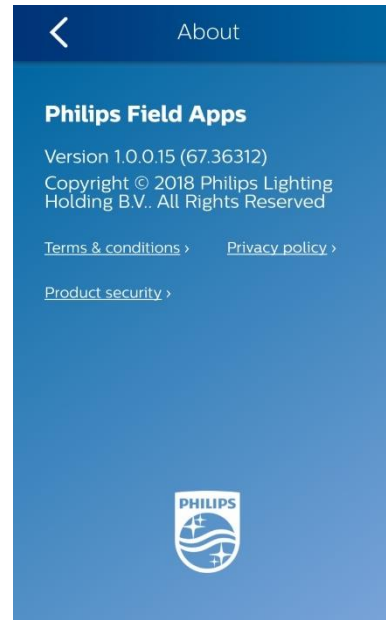 About
Philips Field Apps
Version 1.0.0.15 (67.36312)
Copyright © 2018 Philips Lighting
Holding B.V.. All Rights Reserved
Terms & conditions › Privacy policy ›
Product security ›
PHILIPS